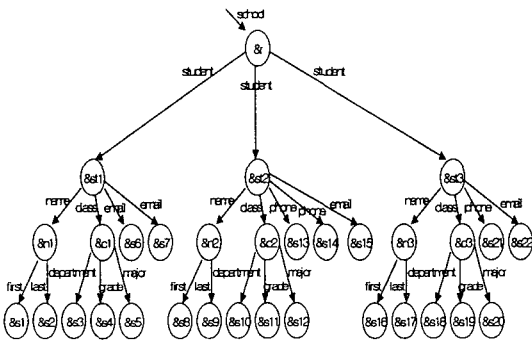 school
&r
student student student
&st1 &st2 &st3
name class email email name class phone phone email name class phone email
&n1 &c1 &s6 &s7 &n2 &c2 &s13 &s14 &s15 &n3 &c3 &s21 &s22
first last department grade major first last department grade major first last department grade major
&s1 &s2 &s3 &s4 &s5 &s8 &s9 &s10 &s11 &s12 &s16 &s17 &s18 &s19 &s20